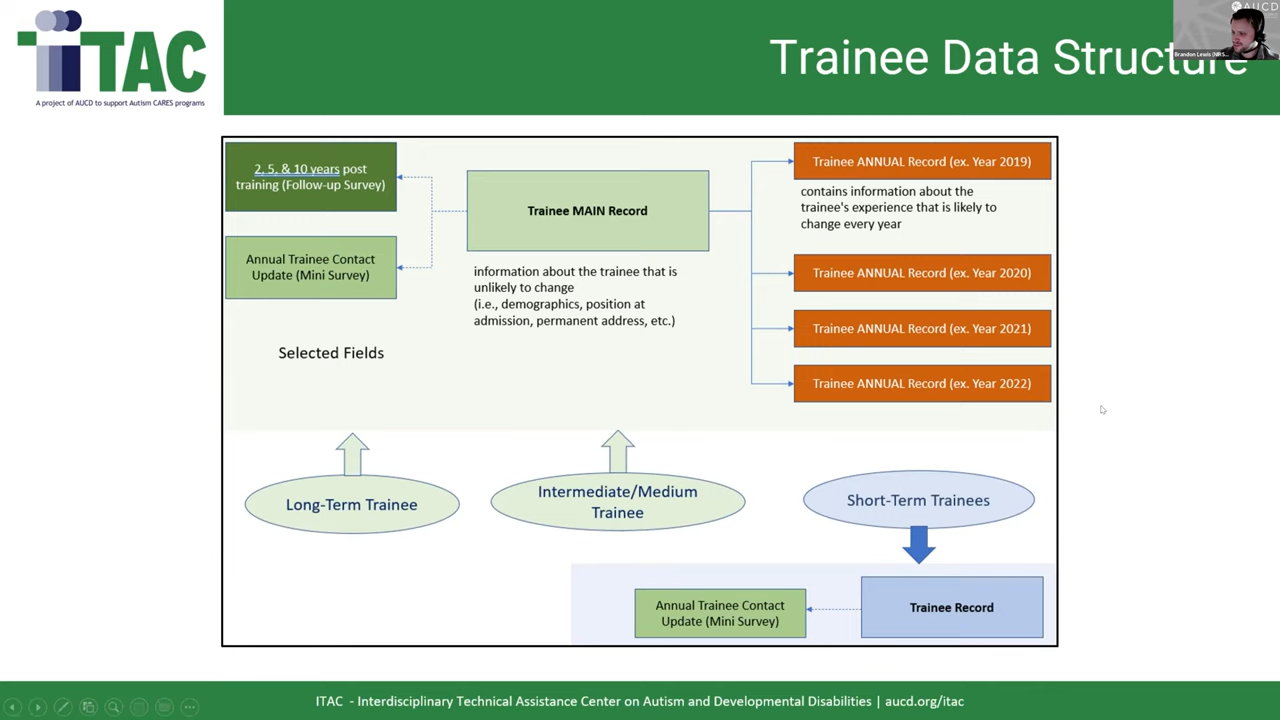 iTAC
A project of AUCD to support Autism CARES programs
Trainee Data Structure
AUCD
Brandon Lewis (NIRS...
2, 5, & 10 years post
training (Follow-up Survey)
Annual Trainee Contact
Update (Mini Survey)
Selected Fields
Trainee MAIN Record
information about the trainee that is
unlikely to change
(i.e., demographics, position at
admission, permanent address, etc.)
Trainee ANNUAL Record (ex. Year 2019)
contains information about the
trainee's experience that is likely to
change every year
Trainee ANNUAL Record (ex. Year 2020)
Trainee ANNUAL Record (ex. Year 2021)
Trainee ANNUAL Record (ex. Year 2022)
Long-Term Trainee
Intermediate/Medium
Trainee
Short-Term Trainees
Annual Trainee Contact
Update (Mini Survey)
Trainee Record
ITAC - Interdisciplinary Technical Assistance Center on Autism and Developmental Disabilities | aucd.org/itac